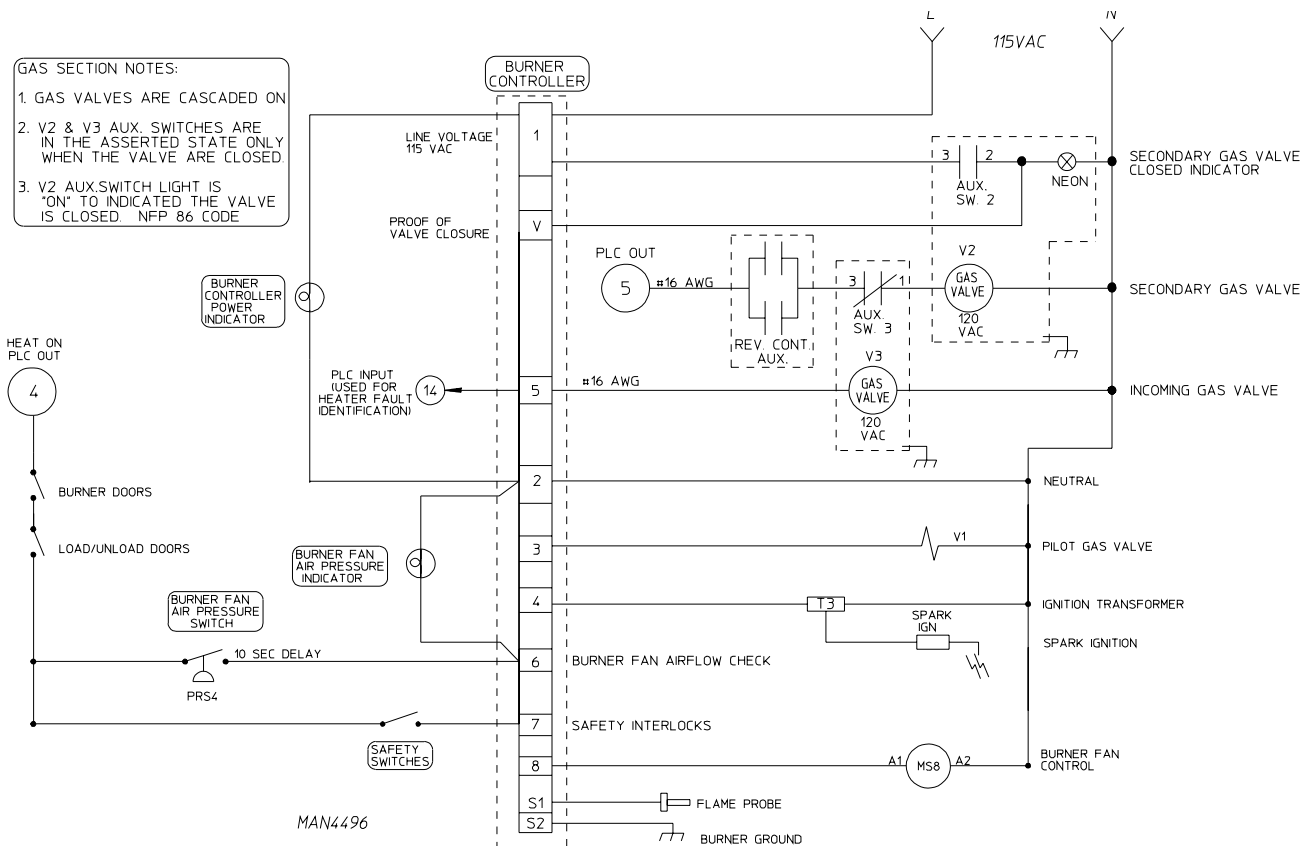 L
N
115VAC
GAS SECTION NOTES:
1. GAS VALVES ARE CASCADED ON
2. V2 & V3 AUX. SWITCHES ARE
IN THE ASSERTED STATE ONLY
WHEN THE VALVE ARE CLOSED.
3. V2 AUX.SWITCH LIGHT IS
"ON" TO INDICATED THE VALVE
IS CLOSED. NFP 86 CODE
BURNER
CONTROLLER
LINE VOLTAGE
115 VAC
1
3
2
AUX.
SW. 2
NEON
SECONDARY GAS VALVE
CLOSED INDICATOR
PROOF OF
VALVE CLOSURE
V
PLC OUT
5
#16 AWG
REV. CONT.
AUX.
3
1
AUX.
SW. 3
V2
GAS
VALVE
120
VAC
SECONDARY GAS VALVE
BURNER
CONTROLLER
POWER
INDICATOR
HEAT ON
PLC OUT
4
PLC INPUT
(USED FOR
HEATER FAULT
IDENTIFICATION)
14
5
#16 AWG
V3
GAS
VALVE
120
VAC
INCOMING GAS VALVE
2
NEUTRAL
BURNER DOORS
LOAD/UNLOAD DOORS
BURNER FAN
AIR PRESSURE
INDICATOR
3
V1
PILOT GAS VALVE
4
T3
IGNITION TRANSFORMER
SPARK
IGN
SPARK IGNITION
BURNER FAN
AIR PRESSURE
SWITCH
10 SEC DELAY
PRS4
6
BURNER FAN AIRFLOW CHECK
7
SAFETY INTERLOCKS
SAFETY
SWITCHES
8
A1
MS8
A2
BURNER FAN
CONTROL
S1
FLAME PROBE
S2
BURNER GROUND
MAN4496